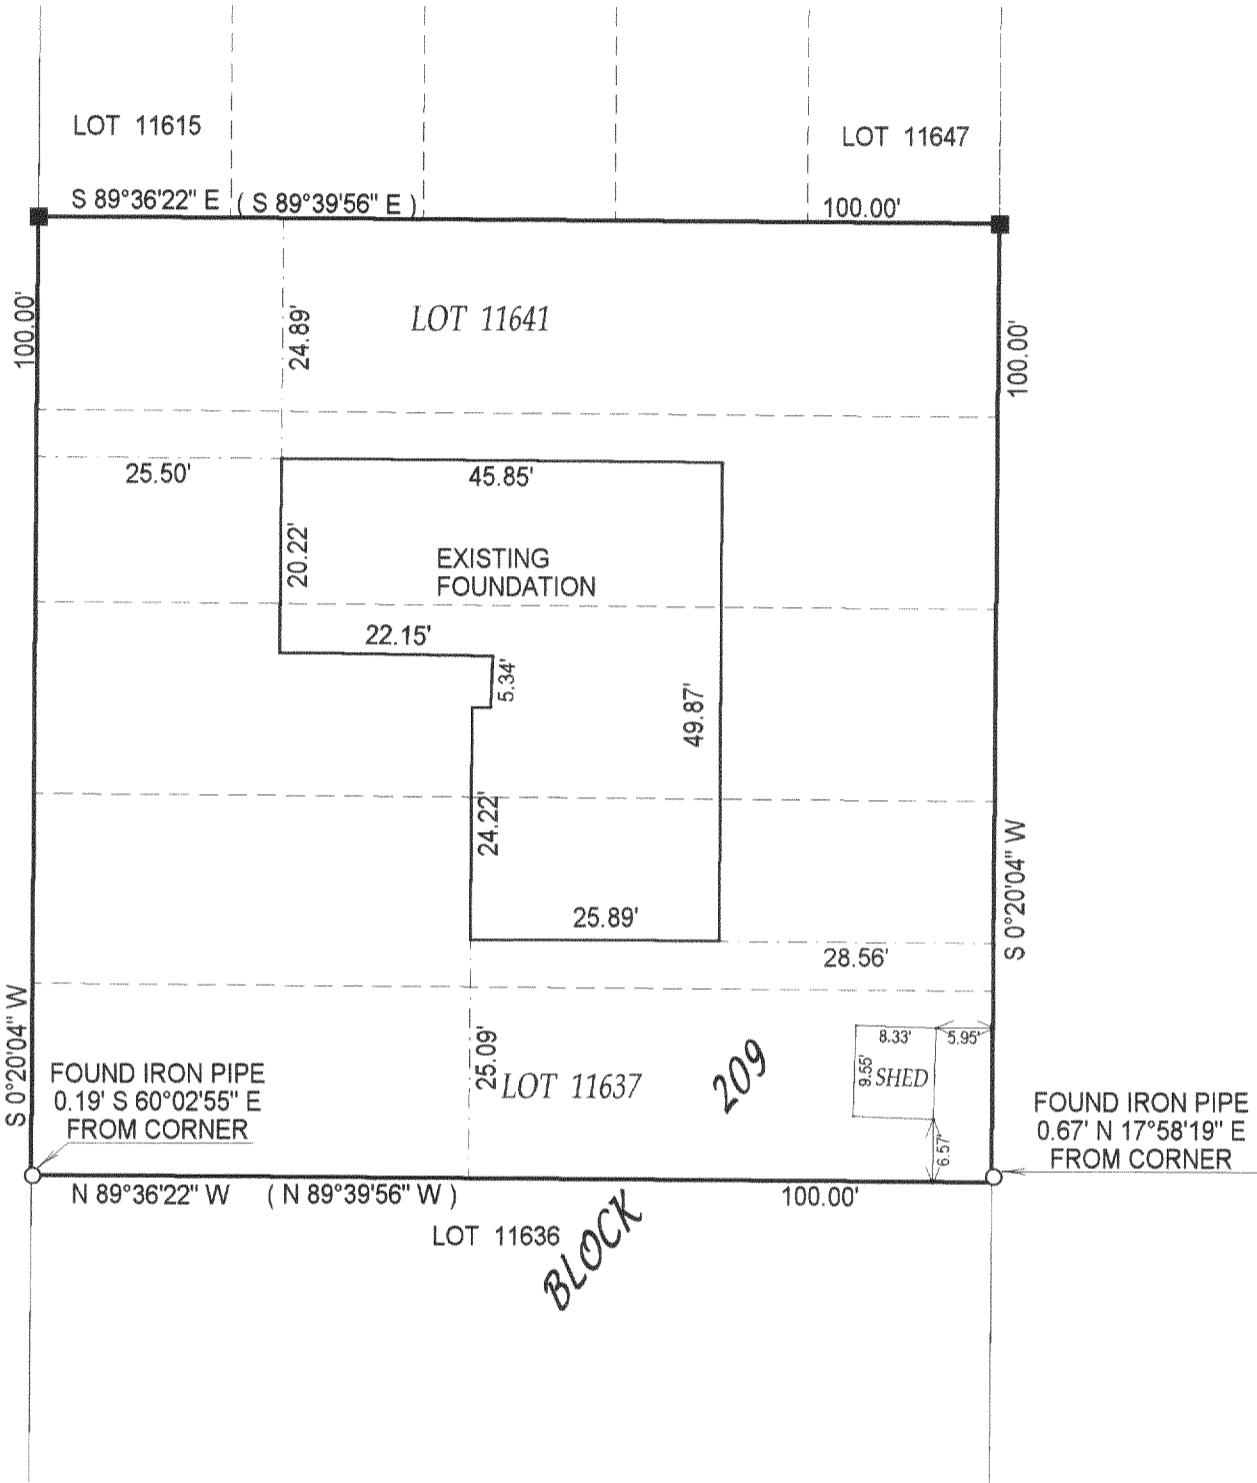 LOT 11615
LOT 11647
S 89°36'22" E ( S 89°39'56" E )
100.00'
100.00'
24.89'
LOT 11641
100.00'
25.50'
45.85'
20.22'
EXISTING
FOUNDATION
22.15'
5.34'
49.87'
24.22'
25.89'
28.56'
S 0°20'04" W
S 0°20'04" W
25.09'
LOT 11637
209
8.33'
5.95'
9.55'
SHED
6.57'
FOUND IRON PIPE
0.19' S 60°02'55" E
FROM CORNER
FOUND IRON PIPE
0.67' N 17°58'19" E
FROM CORNER
N 89°36'22" W ( N 89°39'56" W )
100.00'
LOT 11636
BLOCK